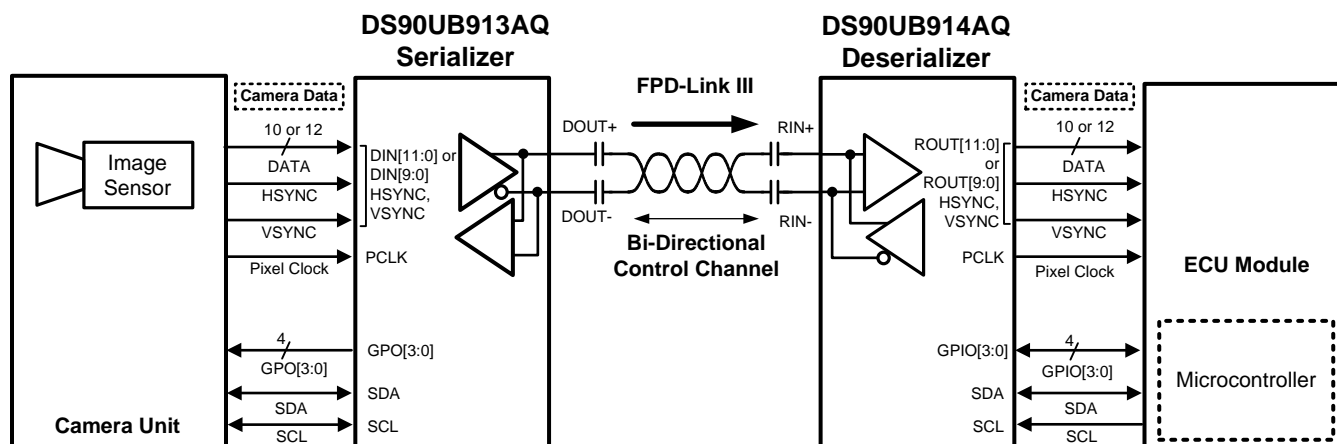 DS90UB913AQ
Serializer
DS90UB914AQ
Deserializer
FPD-Link III
Camera Data
10 or 12
DATA
HSYNC
VSYNC
Pixel Clock
Image
Sensor
DIN[11:0] or
DIN[9:0]
HSYNC,
VSYNC
PCLK
DOUT+
DOUT-
RIN+
RIN-
Bi-Directional
Control Channel
ROUT[11:0]
or
ROUT[9:0]
HSYNC,
VSYNC
PCLK
Camera Data
10 or 12
DATA
HSYNC
VSYNC
Pixel Clock
ECU Module
4
GPO[3:0]
SDA
SCL
GPO[3:0]
SDA
SCL
Camera Unit
GPIO[3:0]
SDA
SCL
4
GPIO[3:0]
SDA
SCL
Microcontroller